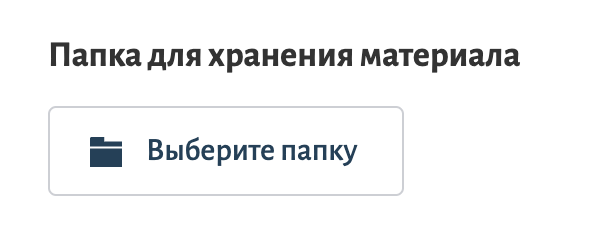 Папка для хранения материала
Выберите папку